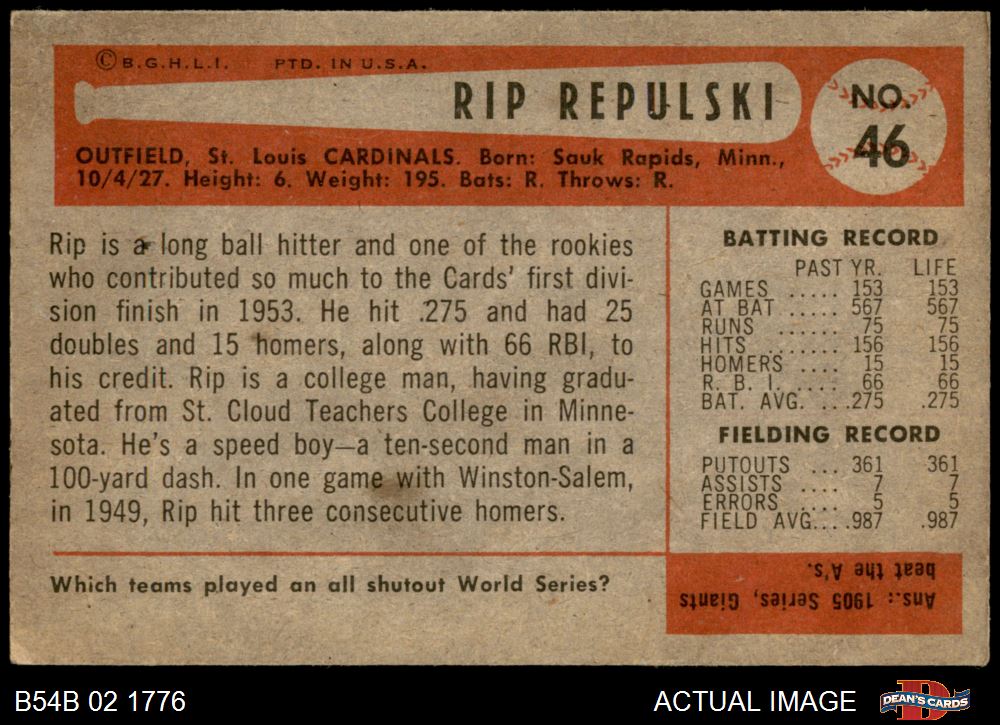 © B.G.H.L.I. PTD. IN U.S.A.
RIP REPULSKI
NO.
46
OUTFIELD, St. Louis CARDINALS. Born: Sauk Rapids, Minn.,
10/4/27. Height: 6. Weight: 195. Bats: R. Throws: R.
Rip is a long ball hitter and one of the rookies
who contributed so much to the Cards' first divi-
sion finish in 1953. He hit .275 and had 25
doubles and 15 homers, along with 66 RBI, to
his credit. Rip is a college man, having gradu-
ated from St. Cloud Teachers College in Minne-
sota. He's a speed boy—a ten-second man in a
100-yard dash. In one game with Winston-Salem,
in 1949, Rip hit three consecutive homers.
BATTING RECORD
PAST YR. LIFE
GAMES ..... 153 153
AT BAT ..... 567 567
RUNS ...... 75 75
HITS ....... 156 156
HOMERS .... 15 15
R. B. I. .... 66 66
BAT. AVG. ... .275 .275
FIELDING RECORD
PUTOUTS ... 361 361
ASSISTS .... 7 7
ERRORS .... 5 5
FIELD AVG... .987 .987
Which teams played an all shutout World Series?
Ans.: 1905 Series, Giants
beat the A's.
B54B 02 1776
ACTUAL IMAGE
DEAN'S CARDS